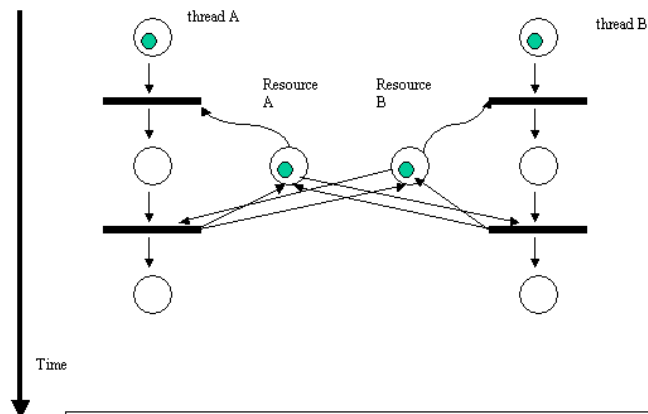 thread A
thread B
Resource
A
Resource
B
Time